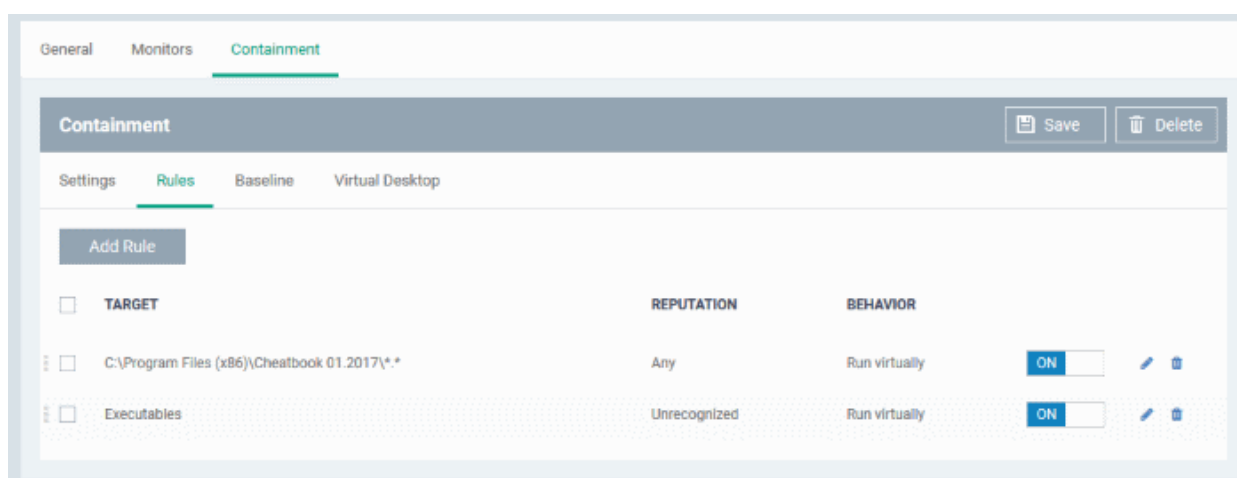 General Monitors Containment
Containment Save Delete
Settings Rules Baseline Virtual Desktop
Add Rule
TARGET REPUTATION BEHAVIOR
C:\Program Files (x86)\Cheatbook 01.2017\*.* Any Run virtually ON
Executables Unrecognized Run virtually ON